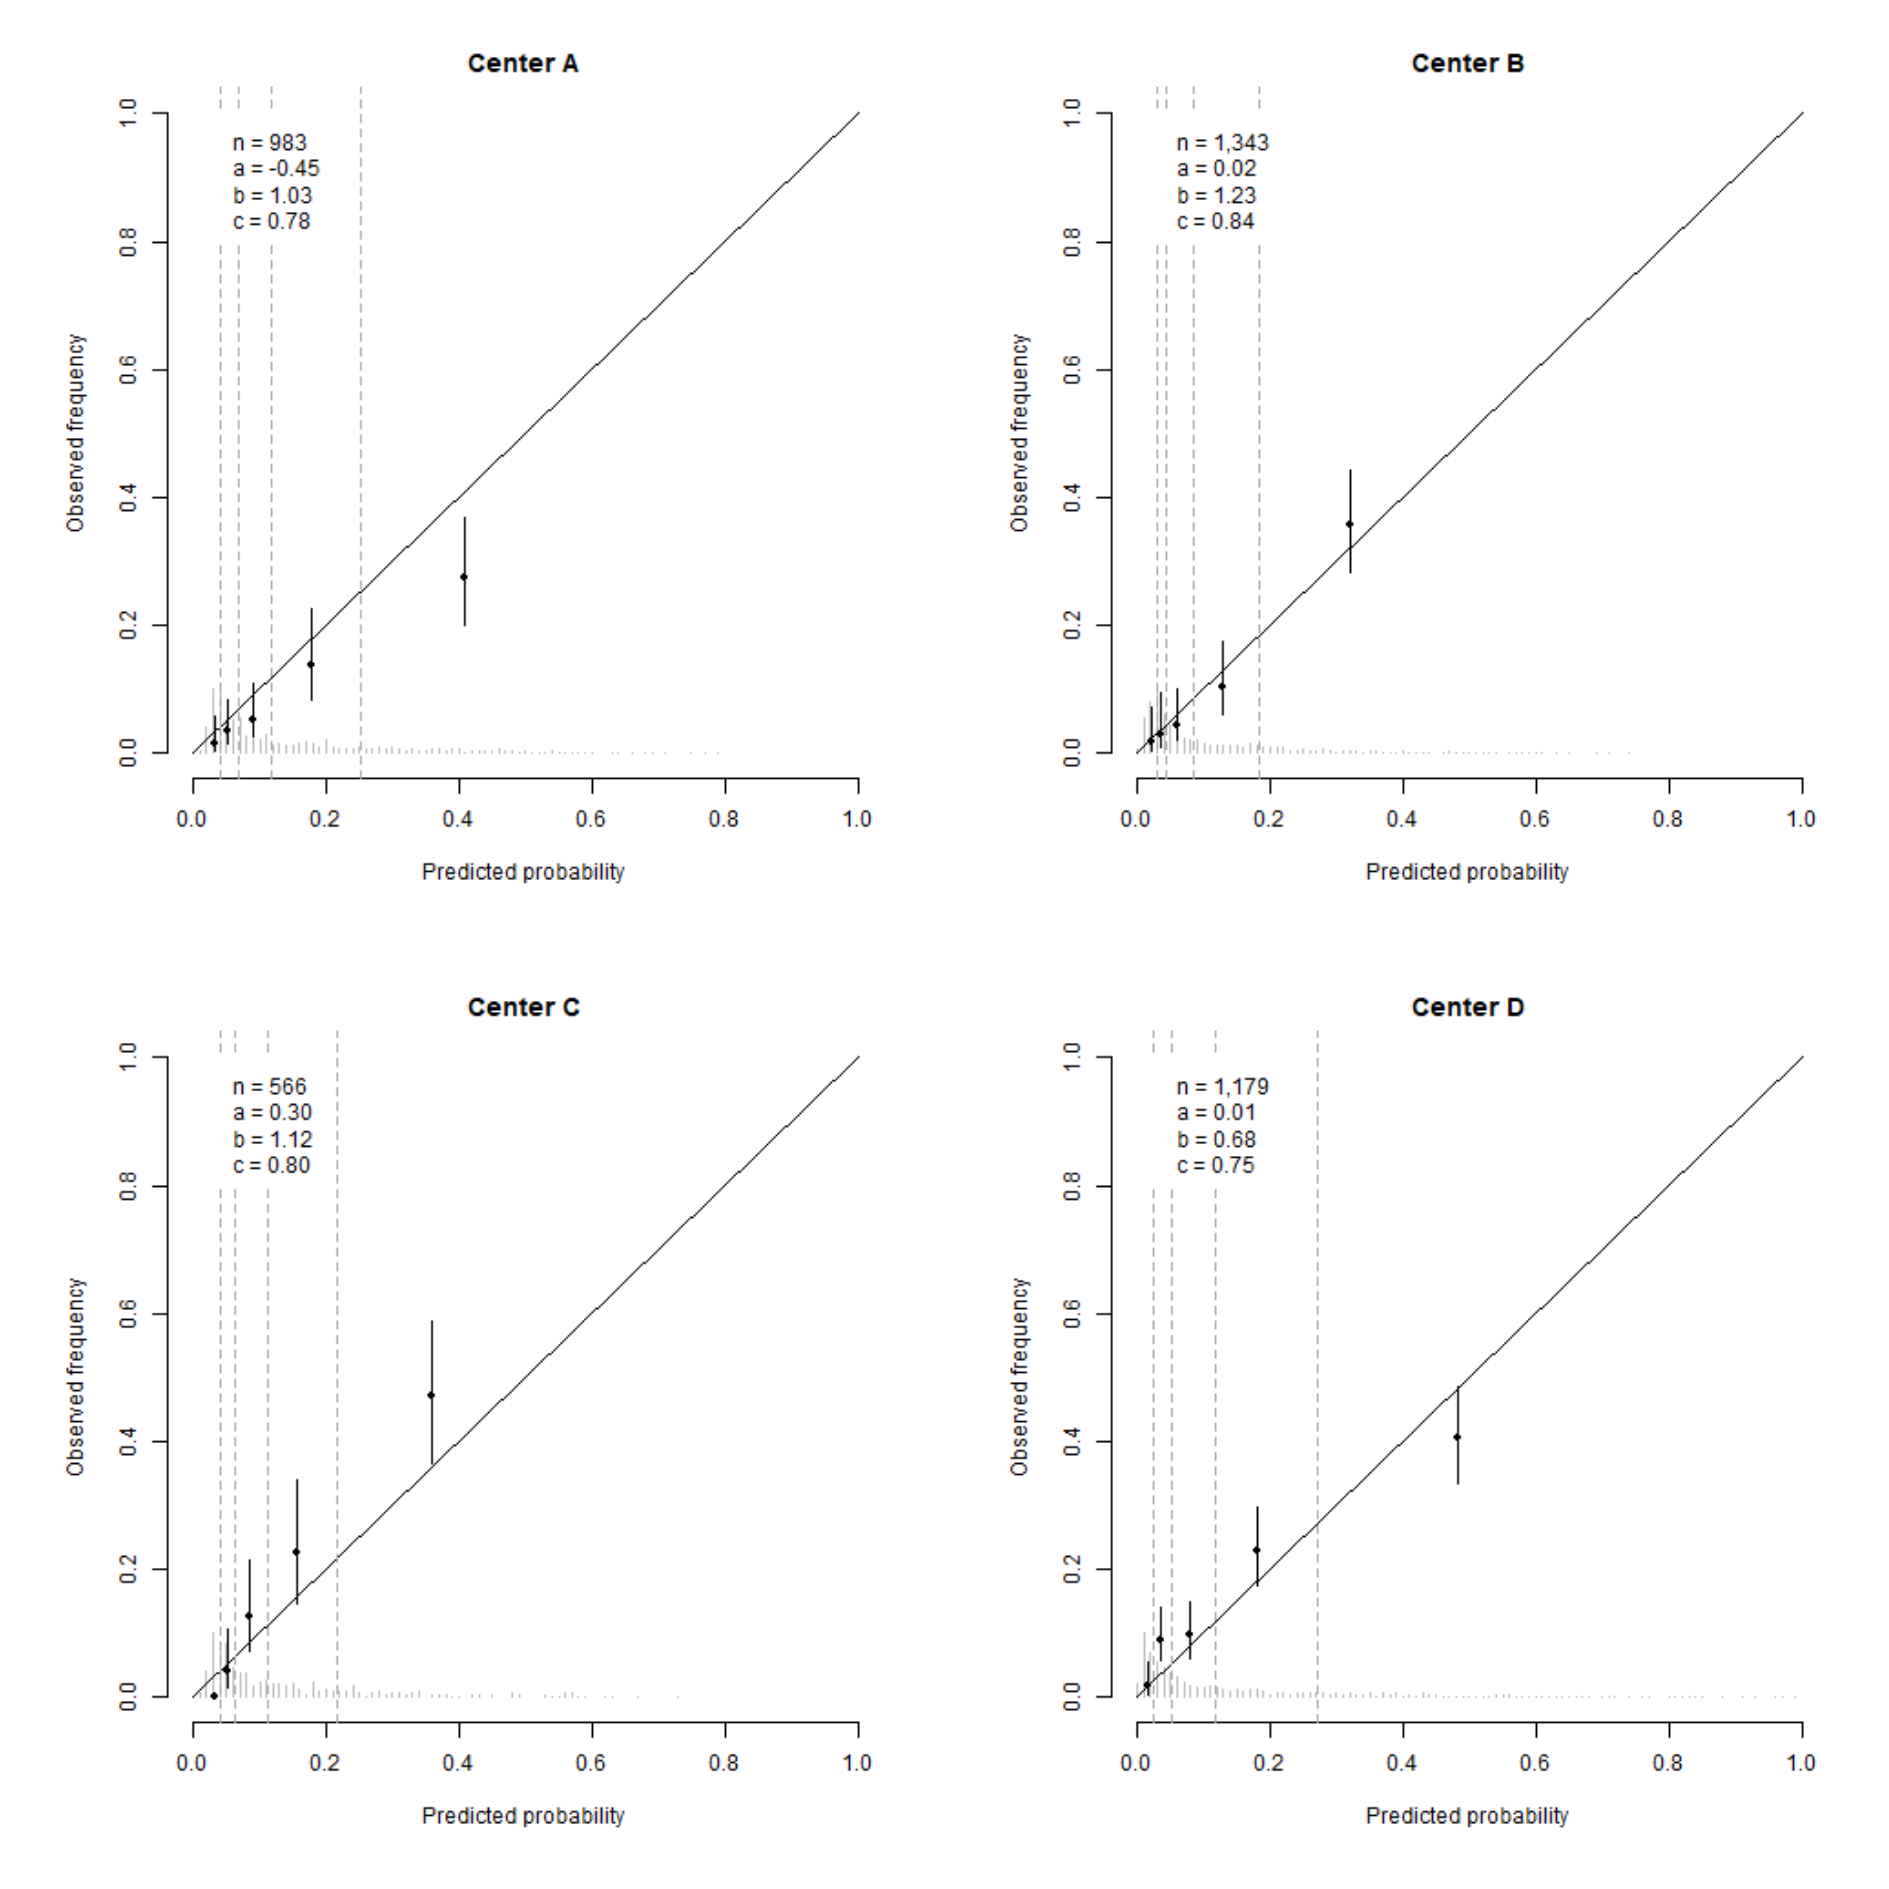 Center A
n = 983
a = -0.45
b = 1.03
c = 0.78
Observed frequency
0.0 0.2 0.4 0.6 0.8 1.0
0.0 0.2 0.4 0.6 0.8 1.0
Predicted probability
Center B
n = 1,343
a = 0.02
b = 1.23
c = 0.84
Observed frequency
0.0 0.2 0.4 0.6 0.8 1.0
0.0 0.2 0.4 0.6 0.8 1.0
Predicted probability
Center C
n = 566
a = 0.30
b = 1.12
c = 0.80
Observed frequency
0.0 0.2 0.4 0.6 0.8 1.0
0.0 0.2 0.4 0.6 0.8 1.0
Predicted probability
Center D
n = 1,179
a = 0.01
b = 0.68
c = 0.75
Observed frequency
0.0 0.2 0.4 0.6 0.8 1.0
0.0 0.2 0.4 0.6 0.8 1.0
Predicted probability